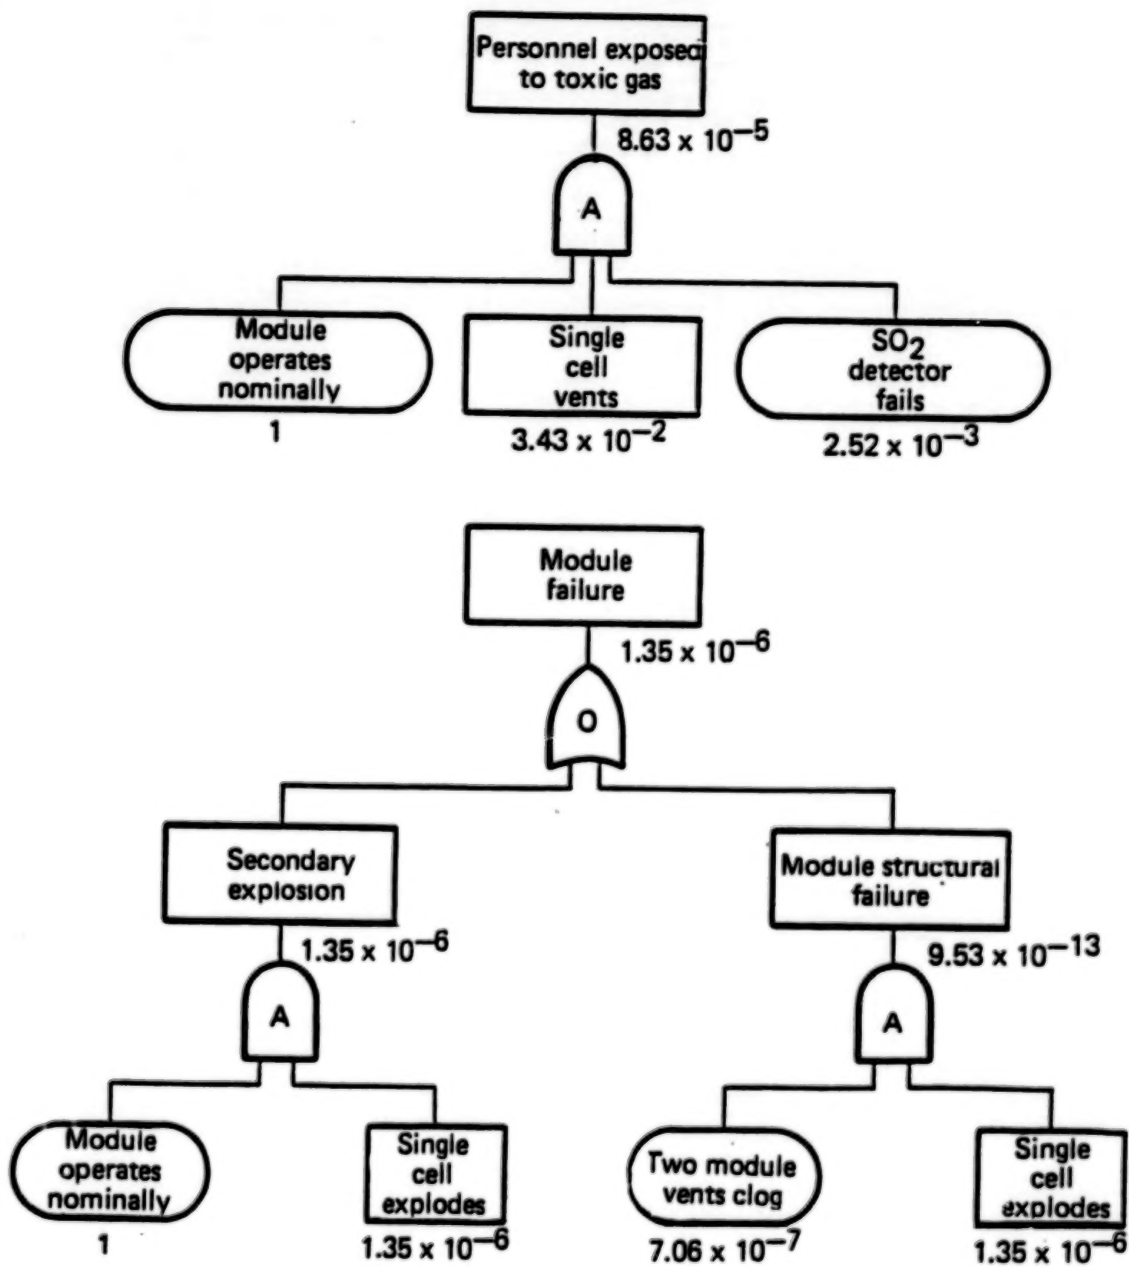 Personnel exposed
to toxic gas
8.63 x 10⁻⁵
A
Module
operates
nominally
1
Single
cell
vents
3.43 x 10⁻²
SO₂
detector
fails
2.52 x 10⁻³
Module
failure
1.35 x 10⁻⁶
O
Secondary
explosion
1.35 x 10⁻⁶
Module structural
failure
9.53 x 10⁻¹³
A
A
Module
operates
nominally
1
Single
cell
explodes
1.35 x 10⁻⁶
Two module
vents clog
7.06 x 10⁻⁷
Single
cell
explodes
1.35 x 10⁻⁶